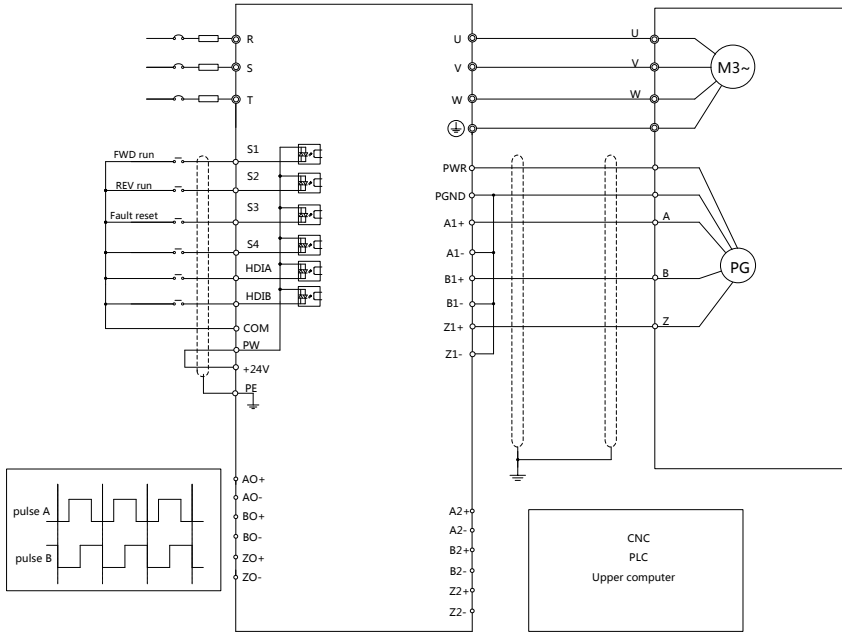 R
S
T
FWD run
S1
REV run
S2
Fault reset
S3
S4
HDIA
HDIB
COM
PW
+24V
PE
U
V
W
PWR
PGND
A1+
A1-
B1+
B1-
Z1+
Z1-
U
V
W
M3~
A
B
Z
PG
pulse A
pulse B
AO+
AO-
BO+
BO-
ZO+
ZO-
A2+
A2-
B2+
B2-
Z2+
Z2-
CNC
PLC
Upper computer